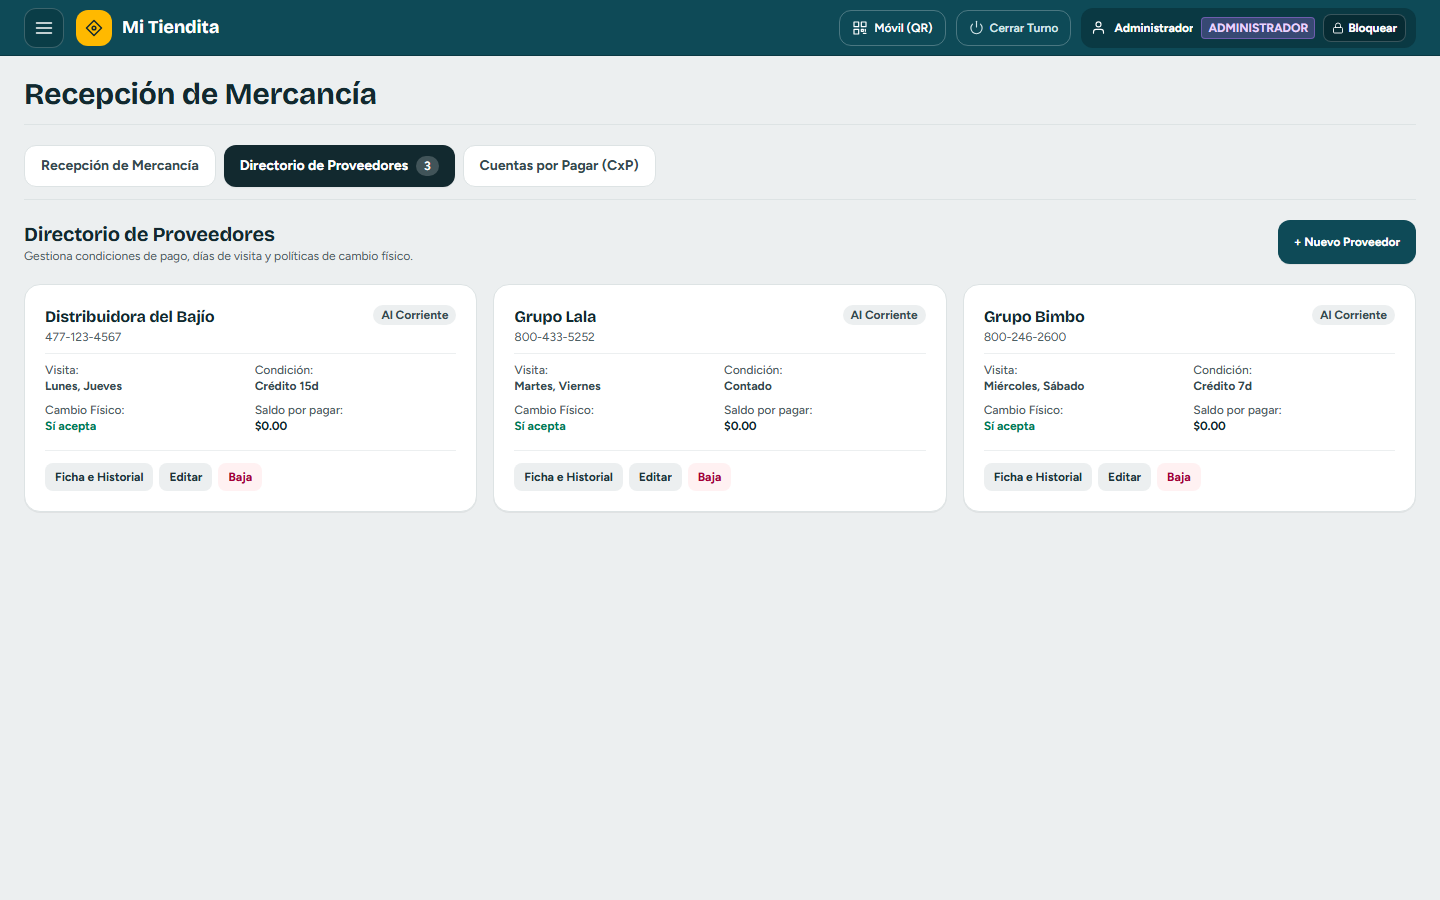 Mi Tiendita
Móvil (QR)
Cerrar Turno
Administrador
ADMINISTRADOR
Bloquear
Recepción de Mercancía
Recepción de Mercancía
Directorio de Proveedores 3
Cuentas por Pagar (CxP)
Directorio de Proveedores
Gestiona condiciones de pago, días de visita y políticas de cambio físico.
+ Nuevo Proveedor
Distribuidora del Bajío
Al Corriente
477-123-4567
Visita:
Condición:
Lunes, Jueves
Crédito 15d
Cambio Físico:
Saldo por pagar:
Sí acepta
$0.00
Ficha e Historial
Editar
Baja
Grupo Lala
Al Corriente
800-433-5252
Visita:
Condición:
Martes, Viernes
Contado
Cambio Físico:
Saldo por pagar:
Sí acepta
$0.00
Ficha e Historial
Editar
Baja
Grupo Bimbo
Al Corriente
800-246-2600
Visita:
Condición:
Miércoles, Sábado
Crédito 7d
Cambio Físico:
Saldo por pagar:
Sí acepta
$0.00
Ficha e Historial
Editar
Baja